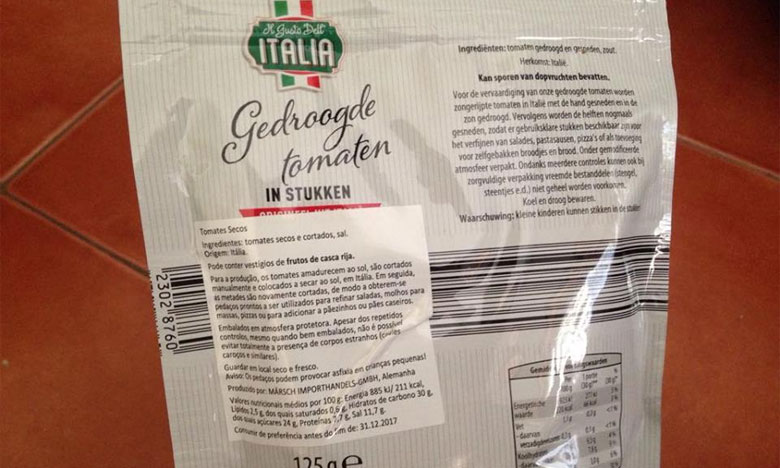 Il Gusto Dell'
ITALIA
Gedroogde
tomaten
IN STUKKEN
Ingrediënten: tomaten gedroogd en gesneden, zout.
Herkomst: Italië.
Kan sporen van dopvruchten bevatten.
Voor de vervaardiging van onze gedroogde tomaten worden
zongerijpte tomaten in Italië met de hand gesneden en in de
zon gedroogd. Vervolgens worden de helften nogmaals
gesneden, zodat er gebruiksklare stukken beschikbaar zijn voor
het verfijnen van salades, pastasausen, pizza's of als toevoeging
voor zelfgebakken broodjes en brood. Onder gemodificeerde
atmosfeer verpakt. Ondanks meerdere controles kunnen ook bij
zorgvuldige verpakking vreemde bestanddelen (stengel,
steentjes e.d.) niet geheel worden voorkomen.
Koel en droog bewaren.
Waarschuwing: kleine kinderen kunnen stikken in de stukken
Tomates Secos
Ingredientes: tomates secos e cortados, sal.
Origem: Itália.
Pode conter vestígios de frutos de casca rija.
Para a produção, os tomates amadurecem ao sol, são cortados
manualmente e colocados a secar ao sol, em Itália. Em seguida,
as metades são novamente cortadas, de modo a obterem-se
pedaços prontos a ser utilizados para refinar saladas, molhos para
massas, pizzas ou para adicionar a pãezinhos ou pães caseiros.
Embalados em atmosfera protetora. Apesar dos repetidos
controlos, mesmo quando bem embalados, não é possível
evitar totalmente a presença de corpos estranhos (caules
caroços e similares).
Guardar em local seco e fresco.
Aviso: Os pedaços podem provocar asfixia em crianças pequenas!
Produzido por: MÄRSCH IMPORTHANDELS-GMBH, Alemanha
Valores nutricionais médios por 100 g: Energia 885 kJ/ 211 kcal,
Lípidos 2,5 g, dos quais saturados 0,6 g, Hidratos de carbono 30 g,
dos quais açúcares 24 g, Proteínas 7,7 g, Sal 11,7 g.
Consumir de preferência antes do fim de: 31.12.2017
125 g e
23028760
Energetische
waarde
Vet
- daarvan